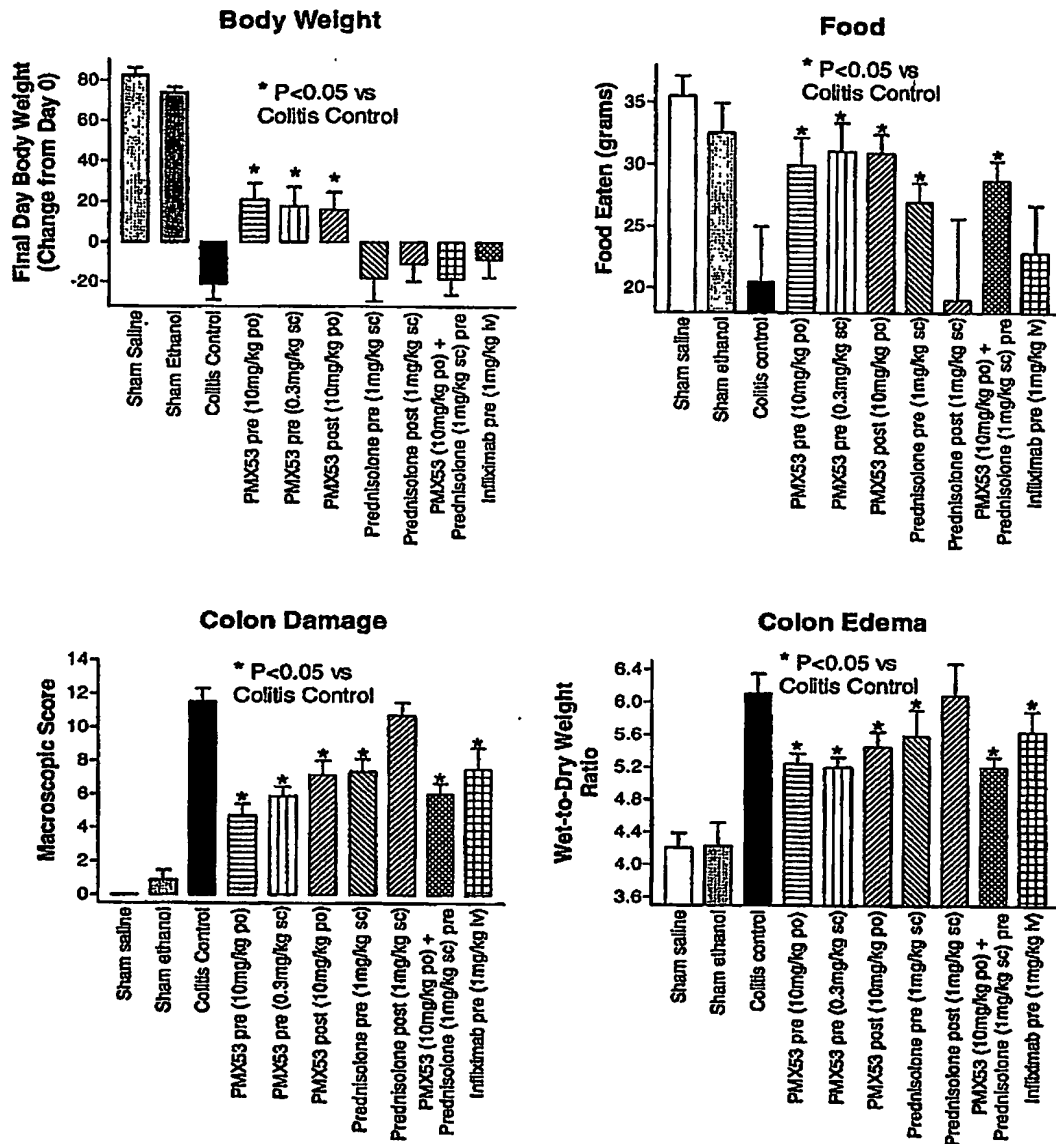 Body Weight
Final Day Body Weight
(Change from Day 0)
80
60
40
20
0
-20
* P<0.05 vs
Colitis Control
* * *
Sham Saline
Sham Ethanol
Colitis Control
PMX53 pre (10mg/kg po)
PMX53 pre (0.3mg/kg sc)
PMX53 post (10mg/kg po)
Prednisolone pre (1mg/kg sc)
Prednisolone post (1mg/kg sc)
PMX53 (10mg/kg po) +
Prednisolone (1mg/kg sc) pre
Infliximab pre (1mg/kg iv)
Food
Food Eaten (grams)
35
30
25
20
* P<0.05 vs
Colitis Control
* * * * *
Sham saline
Sham ethanol
Colitis control
PMX53 pre (10mg/kg po)
PMX53 pre (0.3mg/kg sc)
PMX53 post (10mg/kg po)
Prednisolone pre (1mg/kg sc)
Prednisolone post (1mg/kg sc)
PMX53 (10mg/kg po) +
Prednisolone (1mg/kg sc) pre
Infliximab pre (1mg/kg iv)
Colon Damage
Macroscopic Score
14
12
10
8
6
4
2
0
* P<0.05 vs
Colitis Control
* * * * * *
Sham saline
Sham ethanol
Colitis Control
PMX53 pre (10mg/kg po)
PMX53 pre (0.3mg/kg sc)
PMX53 post (10mg/kg po)
Prednisolone pre (1mg/kg sc)
Prednisolone post (1mg/kg sc)
PMX53 (10mg/kg po) +
Prednisolone (1mg/kg sc) pre
Infliximab pre (1mg/kg iv)
Colon Edema
Wet-to-Dry Weight
Ratio
6.4
6.0
5.6
5.2
4.8
4.4
4.0
3.6
* P<0.05 vs
Colitis Control
* * * * * *
Sham saline
Sham ethanol
Colitis control
PMX53 pre (10mg/kg po)
PMX53 pre (0.3mg/kg sc)
PMX53 post (10mg/kg po)
Prednisolone pre (1mg/kg sc)
Prednisolone post (1mg/kg sc)
PMX53 (10mg/kg po) +
Prednisolone (1mg/kg sc) pre
Infliximab pre (1mg/kg iv)